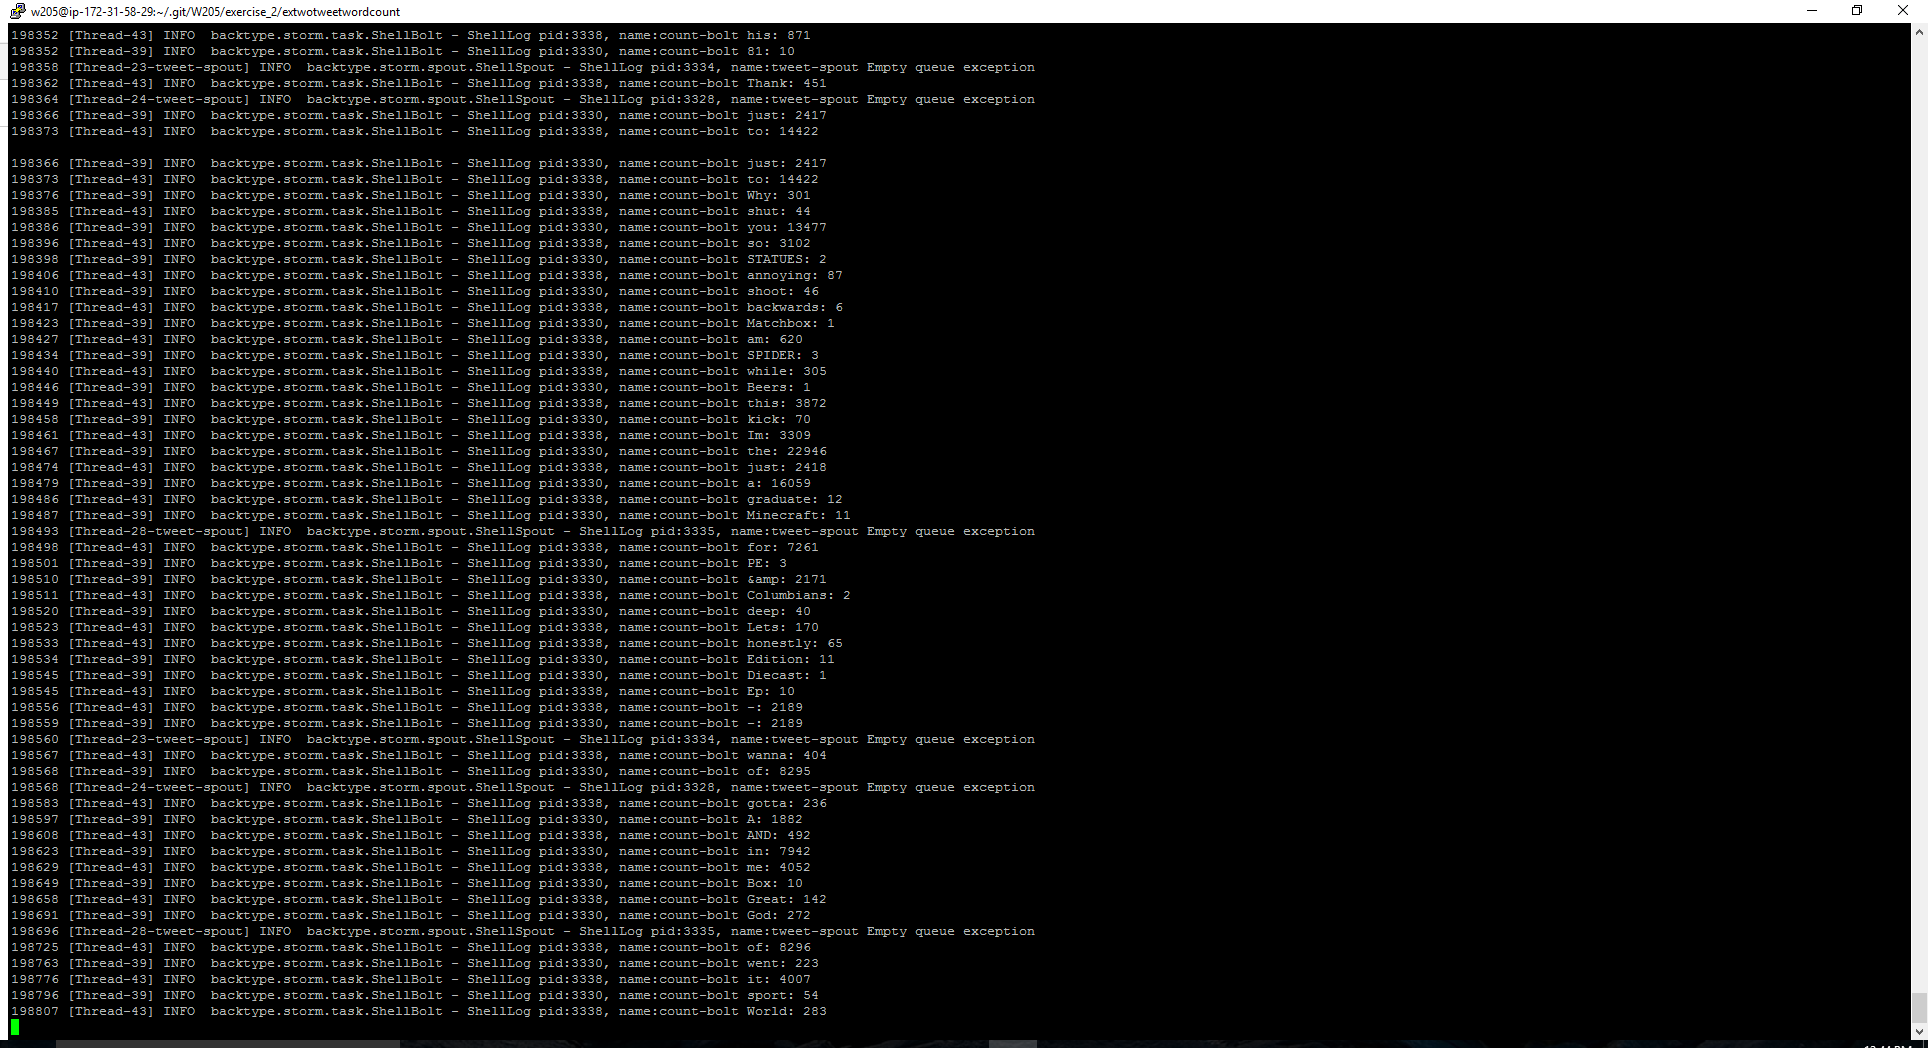 w205@ip-172-31-58-29:~/.git/W205/exercise_2/extwotweetwordcount
198352 [Thread-43] INFO  backtype.storm.task.ShellBolt - ShellLog pid:3338, name:count-bolt his: 871
198352 [Thread-39] INFO  backtype.storm.task.ShellBolt - ShellLog pid:3330, name:count-bolt 81: 10
198358 [Thread-23-tweet-spout] INFO  backtype.storm.spout.ShellSpout - ShellLog pid:3334, name:tweet-spout Empty queue exception
198362 [Thread-43] INFO  backtype.storm.task.ShellBolt - ShellLog pid:3338, name:count-bolt Thank: 451
198364 [Thread-24-tweet-spout] INFO  backtype.storm.spout.ShellSpout - ShellLog pid:3328, name:tweet-spout Empty queue exception
198366 [Thread-39] INFO  backtype.storm.task.ShellBolt - ShellLog pid:3330, name:count-bolt just: 2417
198373 [Thread-43] INFO  backtype.storm.task.ShellBolt - ShellLog pid:3338, name:count-bolt to: 14422
198366 [Thread-39] INFO  backtype.storm.task.ShellBolt - ShellLog pid:3330, name:count-bolt just: 2417
198373 [Thread-43] INFO  backtype.storm.task.ShellBolt - ShellLog pid:3338, name:count-bolt to: 14422
198376 [Thread-39] INFO  backtype.storm.task.ShellBolt - ShellLog pid:3330, name:count-bolt Why: 301
198385 [Thread-43] INFO  backtype.storm.task.ShellBolt - ShellLog pid:3338, name:count-bolt shut: 44
198386 [Thread-39] INFO  backtype.storm.task.ShellBolt - ShellLog pid:3330, name:count-bolt you: 13477
198396 [Thread-43] INFO  backtype.storm.task.ShellBolt - ShellLog pid:3338, name:count-bolt so: 3102
198398 [Thread-39] INFO  backtype.storm.task.ShellBolt - ShellLog pid:3330, name:count-bolt STATUES: 2
198406 [Thread-43] INFO  backtype.storm.task.ShellBolt - ShellLog pid:3338, name:count-bolt annoying: 87
198410 [Thread-39] INFO  backtype.storm.task.ShellBolt - ShellLog pid:3330, name:count-bolt shoot: 46
198417 [Thread-43] INFO  backtype.storm.task.ShellBolt - ShellLog pid:3338, name:count-bolt backwards: 6
198423 [Thread-39] INFO  backtype.storm.task.ShellBolt - ShellLog pid:3330, name:count-bolt Matchbox: 1
198427 [Thread-43] INFO  backtype.storm.task.ShellBolt - ShellLog pid:3338, name:count-bolt am: 620
198434 [Thread-39] INFO  backtype.storm.task.ShellBolt - ShellLog pid:3330, name:count-bolt SPIDER: 3
198440 [Thread-43] INFO  backtype.storm.task.ShellBolt - ShellLog pid:3338, name:count-bolt while: 305
198446 [Thread-39] INFO  backtype.storm.task.ShellBolt - ShellLog pid:3330, name:count-bolt Beers: 1
198449 [Thread-43] INFO  backtype.storm.task.ShellBolt - ShellLog pid:3338, name:count-bolt this: 3872
198458 [Thread-39] INFO  backtype.storm.task.ShellBolt - ShellLog pid:3330, name:count-bolt kick: 70
198461 [Thread-43] INFO  backtype.storm.task.ShellBolt - ShellLog pid:3338, name:count-bolt Im: 3309
198467 [Thread-39] INFO  backtype.storm.task.ShellBolt - ShellLog pid:3330, name:count-bolt the: 22946
198474 [Thread-43] INFO  backtype.storm.task.ShellBolt - ShellLog pid:3338, name:count-bolt just: 2418
198479 [Thread-39] INFO  backtype.storm.task.ShellBolt - ShellLog pid:3330, name:count-bolt a: 16059
198486 [Thread-43] INFO  backtype.storm.task.ShellBolt - ShellLog pid:3338, name:count-bolt graduate: 12
198487 [Thread-39] INFO  backtype.storm.task.ShellBolt - ShellLog pid:3330, name:count-bolt Minecraft: 11
198493 [Thread-28-tweet-spout] INFO  backtype.storm.spout.ShellSpout - ShellLog pid:3335, name:tweet-spout Empty queue exception
198498 [Thread-43] INFO  backtype.storm.task.ShellBolt - ShellLog pid:3338, name:count-bolt for: 7261
198501 [Thread-39] INFO  backtype.storm.task.ShellBolt - ShellLog pid:3330, name:count-bolt PE: 3
198510 [Thread-39] INFO  backtype.storm.task.ShellBolt - ShellLog pid:3330, name:count-bolt &amp: 2171
198511 [Thread-43] INFO  backtype.storm.task.ShellBolt - ShellLog pid:3338, name:count-bolt Columbians: 2
198520 [Thread-39] INFO  backtype.storm.task.ShellBolt - ShellLog pid:3330, name:count-bolt deep: 40
198523 [Thread-43] INFO  backtype.storm.task.ShellBolt - ShellLog pid:3338, name:count-bolt Lets: 170
198533 [Thread-43] INFO  backtype.storm.task.ShellBolt - ShellLog pid:3338, name:count-bolt honestly: 65
198534 [Thread-39] INFO  backtype.storm.task.ShellBolt - ShellLog pid:3330, name:count-bolt Edition: 11
198545 [Thread-39] INFO  backtype.storm.task.ShellBolt - ShellLog pid:3330, name:count-bolt Diecast: 1
198545 [Thread-43] INFO  backtype.storm.task.ShellBolt - ShellLog pid:3338, name:count-bolt Ep: 10
198556 [Thread-43] INFO  backtype.storm.task.ShellBolt - ShellLog pid:3338, name:count-bolt -: 2189
198559 [Thread-39] INFO  backtype.storm.task.ShellBolt - ShellLog pid:3330, name:count-bolt -: 2189
198560 [Thread-23-tweet-spout] INFO  backtype.storm.spout.ShellSpout - ShellLog pid:3334, name:tweet-spout Empty queue exception
198567 [Thread-43] INFO  backtype.storm.task.ShellBolt - ShellLog pid:3338, name:count-bolt wanna: 404
198568 [Thread-39] INFO  backtype.storm.task.ShellBolt - ShellLog pid:3330, name:count-bolt of: 8295
198568 [Thread-24-tweet-spout] INFO  backtype.storm.spout.ShellSpout - ShellLog pid:3328, name:tweet-spout Empty queue exception
198583 [Thread-43] INFO  backtype.storm.task.ShellBolt - ShellLog pid:3338, name:count-bolt gotta: 236
198597 [Thread-39] INFO  backtype.storm.task.ShellBolt - ShellLog pid:3330, name:count-bolt A: 1882
198608 [Thread-43] INFO  backtype.storm.task.ShellBolt - ShellLog pid:3338, name:count-bolt AND: 492
198623 [Thread-39] INFO  backtype.storm.task.ShellBolt - ShellLog pid:3330, name:count-bolt in: 7942
198629 [Thread-43] INFO  backtype.storm.task.ShellBolt - ShellLog pid:3338, name:count-bolt me: 4052
198649 [Thread-39] INFO  backtype.storm.task.ShellBolt - ShellLog pid:3330, name:count-bolt Box: 10
198658 [Thread-43] INFO  backtype.storm.task.ShellBolt - ShellLog pid:3338, name:count-bolt Great: 142
198691 [Thread-39] INFO  backtype.storm.task.ShellBolt - ShellLog pid:3330, name:count-bolt God: 272
198696 [Thread-28-tweet-spout] INFO  backtype.storm.spout.ShellSpout - ShellLog pid:3335, name:tweet-spout Empty queue exception
198725 [Thread-43] INFO  backtype.storm.task.ShellBolt - ShellLog pid:3338, name:count-bolt of: 8296
198763 [Thread-39] INFO  backtype.storm.task.ShellBolt - ShellLog pid:3330, name:count-bolt went: 223
198776 [Thread-43] INFO  backtype.storm.task.ShellBolt - ShellLog pid:3338, name:count-bolt it: 4007
198796 [Thread-39] INFO  backtype.storm.task.ShellBolt - ShellLog pid:3330, name:count-bolt sport: 54
198807 [Thread-43] INFO  backtype.storm.task.ShellBolt - ShellLog pid:3338, name:count-bolt World: 283